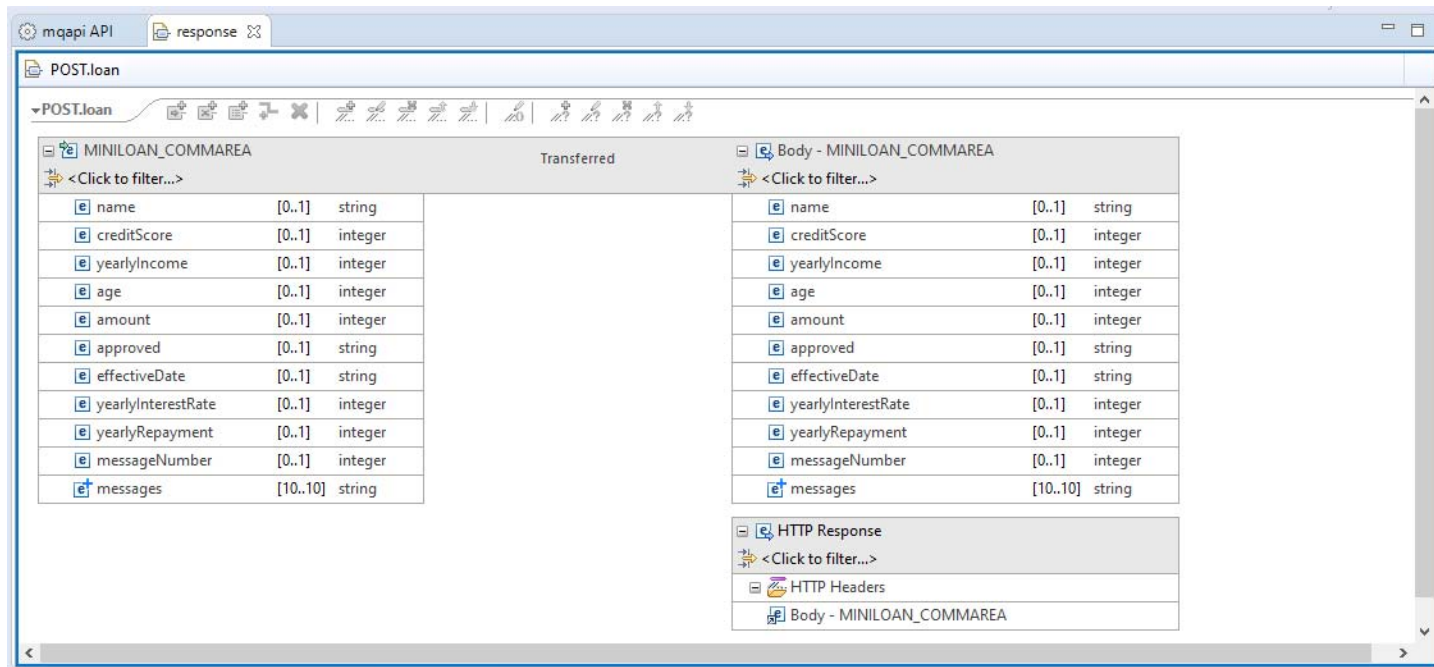 mqapi API response
POST.loan
POST.loan
MINILOAN_COMMAREA Transferred Body - MINILOAN_COMMAREA
<Click to filter...> <Click to filter...>
name [0..1] string name [0..1] string
creditScore [0..1] integer creditScore [0..1] integer
yearlyIncome [0..1] integer yearlyIncome [0..1] integer
age [0..1] integer age [0..1] integer
amount [0..1] integer amount [0..1] integer
approved [0..1] string approved [0..1] string
effectiveDate [0..1] string effectiveDate [0..1] string
yearlyInterestRate [0..1] integer yearlyInterestRate [0..1] integer
yearlyRepayment [0..1] integer yearlyRepayment [0..1] integer
messageNumber [0..1] integer messageNumber [0..1] integer
messages [10..10] string messages [10..10] string
HTTP Response
<Click to filter...>
HTTP Headers
Body - MINILOAN_COMMAREA